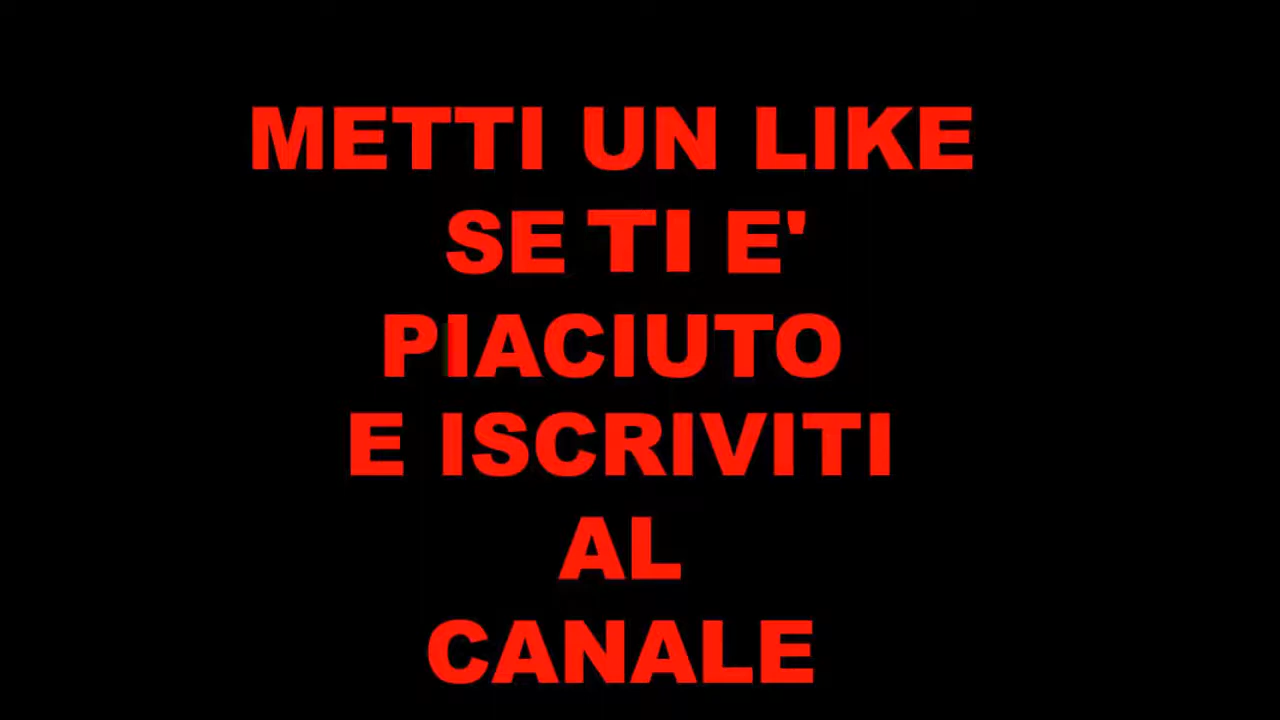 METTI UN LIKE
SE TI E'
PIACIUTO
E ISCRIVITI
AL
CANALE